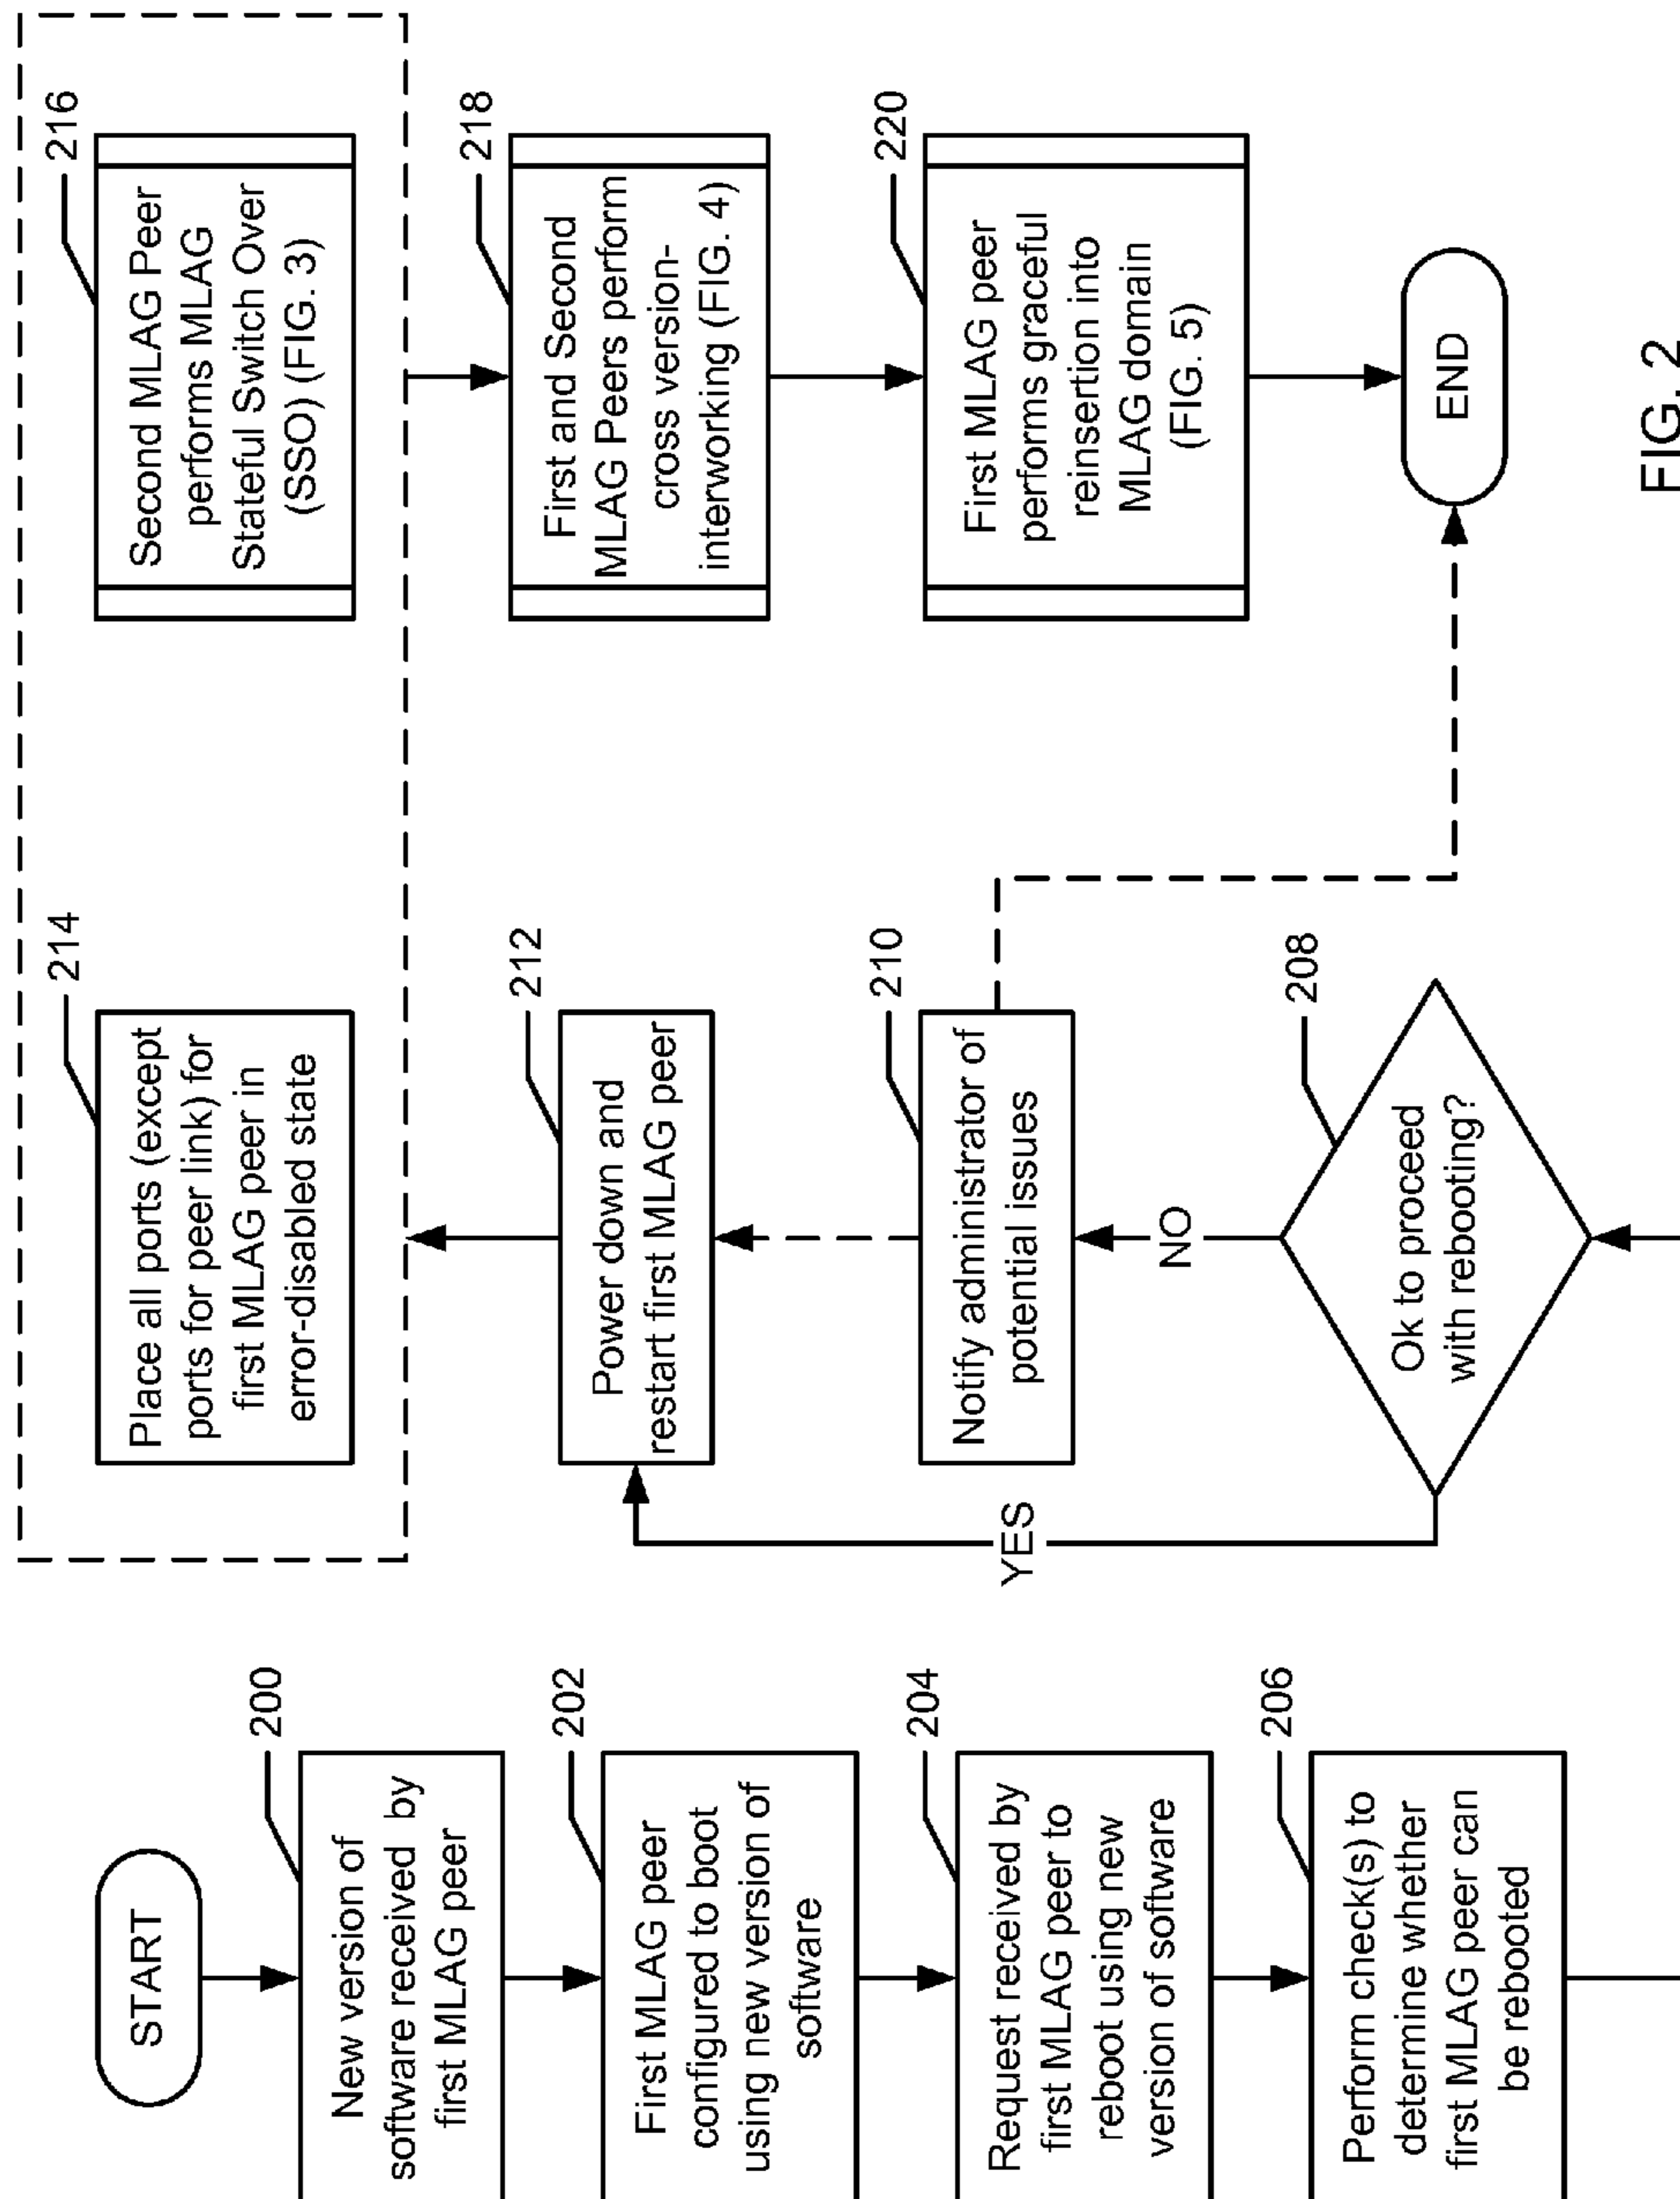 START
200
New version of
software received by
first MLAG peer
202
First MLAG peer
configured to boot
using new version of
software
204
Request received by
first MLAG peer to
reboot using new
version of software
206
Perform check(s) to
determine whether
first MLAG peer can
be rebooted
208
Ok to proceed
with rebooting?
YES
NO
210
Notify administrator of
potential issues
212
Power down and
restart first MLAG peer
214
Place all ports (except
ports for peer link) for
first MLAG peer in
error-disabled state
216
Second MLAG Peer
performs MLAG
Stateful Switch Over
(SSO) (FIG. 3)
218
First and Second
MLAG Peers perform
cross version-
interworking (FIG. 4)
220
First MLAG peer
performs graceful
reinsertion into
MLAG domain
(FIG. 5)
END
FIG. 2